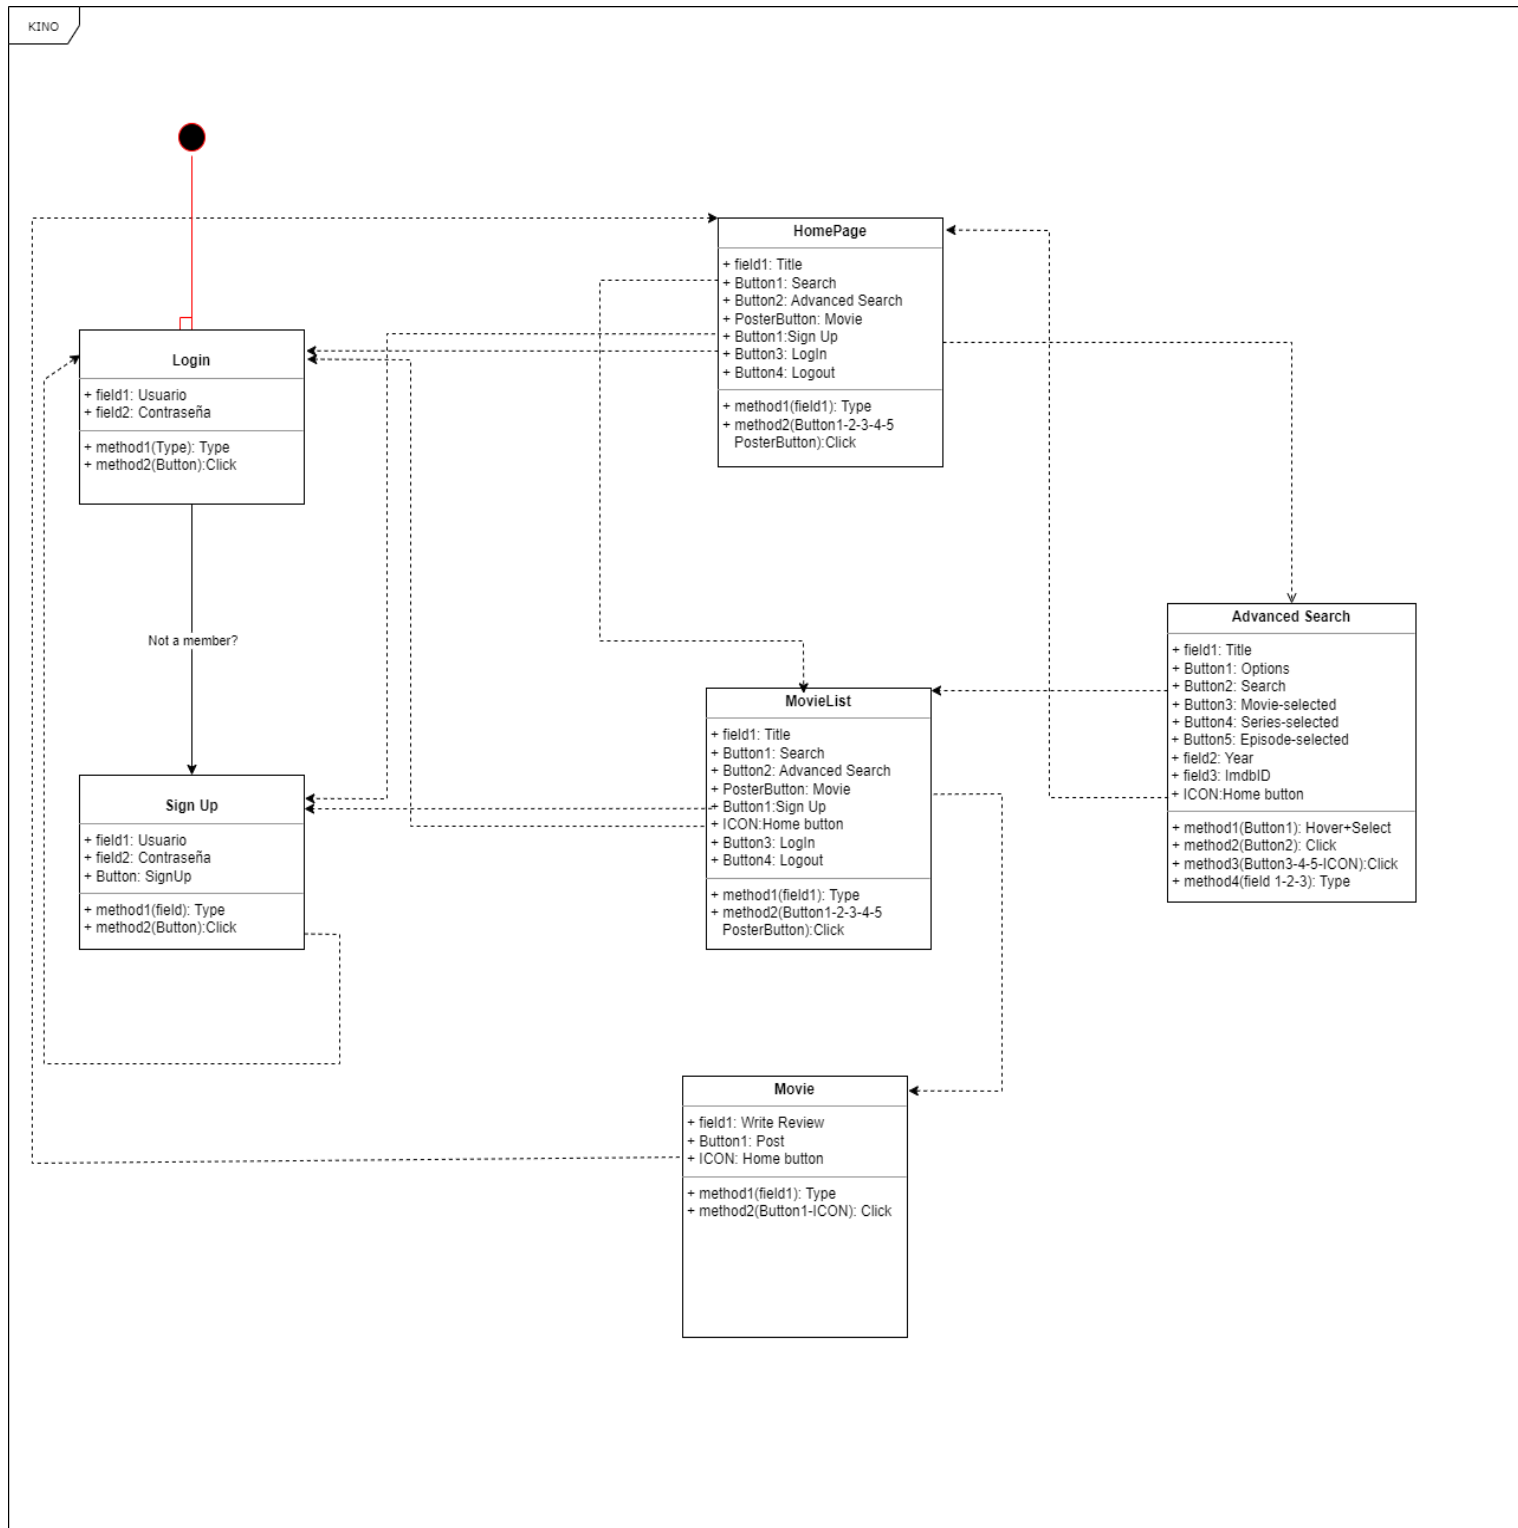 KINO
HomePage
+ field1: Title
+ Button1: Search
+ Button2: Advanced Search
+ PosterButton: Movie
+ Button1:Sign Up
+ Button3: LogIn
+ Button4: Logout
+ method1(field1): Type
+ method2(Button1-2-3-4-5
PosterButton):Click
Login
+ field1: Usuario
+ field2: Contraseña
+ method1(Type): Type
+ method2(Button):Click
Not a member?
Advanced Search
+ field1: Title
+ Button1: Options
+ Button2: Search
+ Button3: Movie-selected
+ Button4: Series-selected
+ Button5: Episode-selected
+ field2: Year
+ field3: ImdbID
+ ICON:Home button
+ method1(Button1): Hover+Select
+ method2(Button2): Click
+ method3(Button3-4-5-ICON):Click
+ method4(field 1-2-3): Type
MovieList
+ field1: Title
+ Button1: Search
+ Button2: Advanced Search
+ PosterButton: Movie
+ Button1:Sign Up
+ ICON:Home button
+ Button3: LogIn
+ Button4: Logout
+ method1(field1): Type
+ method2(Button1-2-3-4-5
PosterButton):Click
Sign Up
+ field1: Usuario
+ field2: Contraseña
+ Button: SignUp
+ method1(field): Type
+ method2(Button):Click
Movie
+ field1: Write Review
+ Button1: Post
+ ICON: Home button
+ method1(field1): Type
+ method2(Button1-ICON): Click